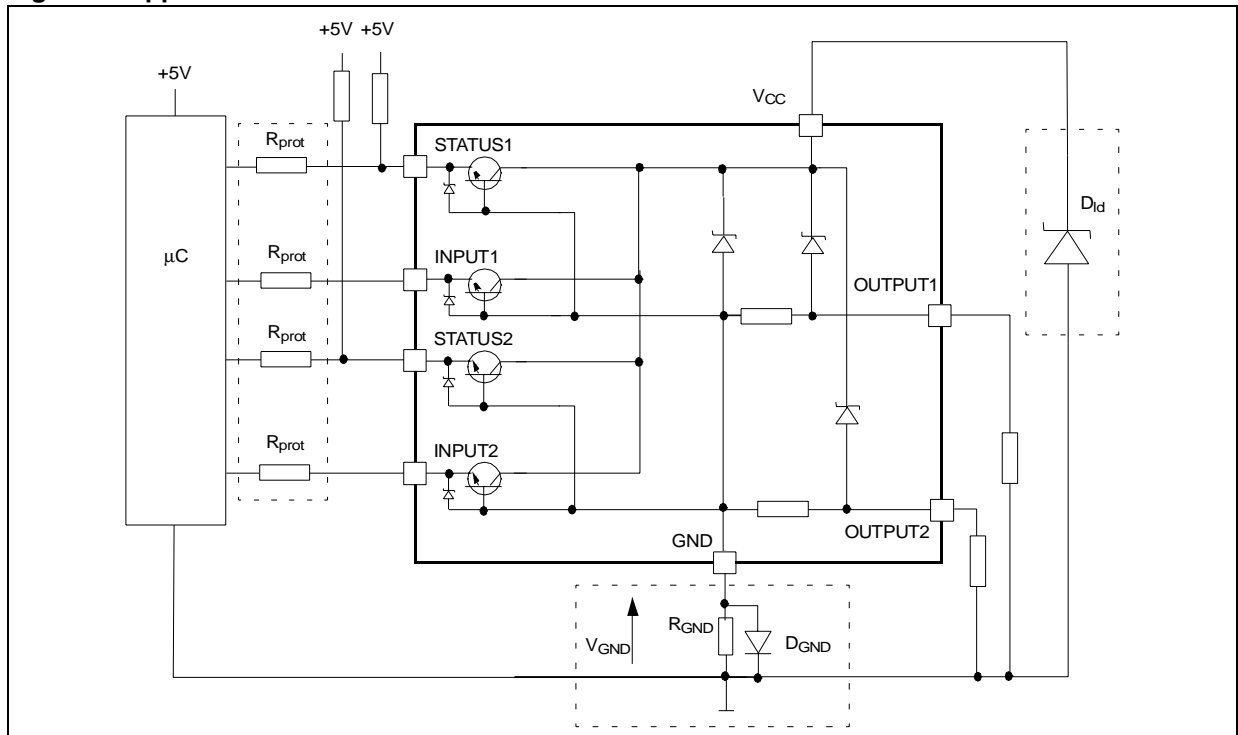 +5V +5V
+5V
VCC
Rprot
STATUS1
Dld
μC
Rprot
INPUT1
OUTPUT1
Rprot
STATUS2
Rprot
INPUT2
OUTPUT2
GND
RGND
VGND
DGND